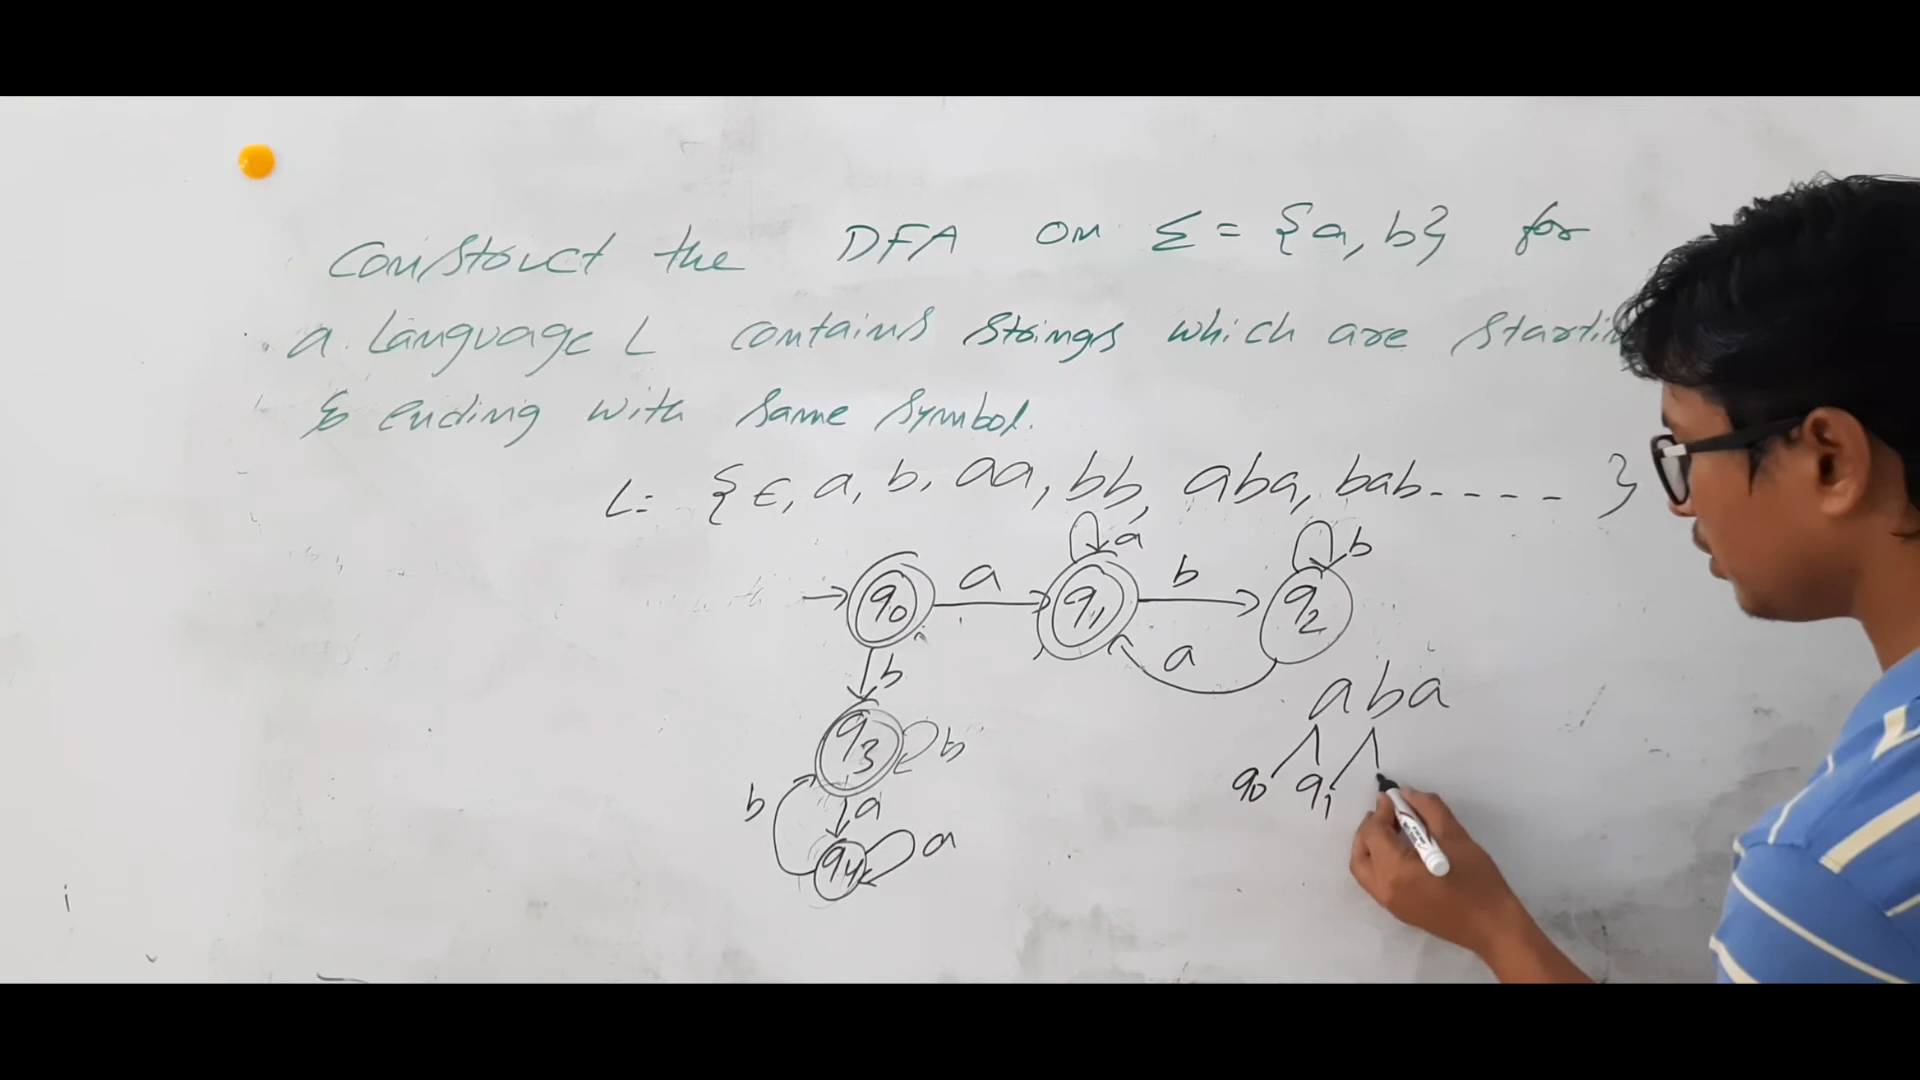 Construct the DFA on Σ = {a, b} for
a Language L contains strings which are startin
& ending with same symbol.
L = {ϵ, a, b, aa, bb, aba, bab - - - - }
a b
q0 a q1 b q2
b a
q3 b
a b a
q0 q1
b a
q4 a